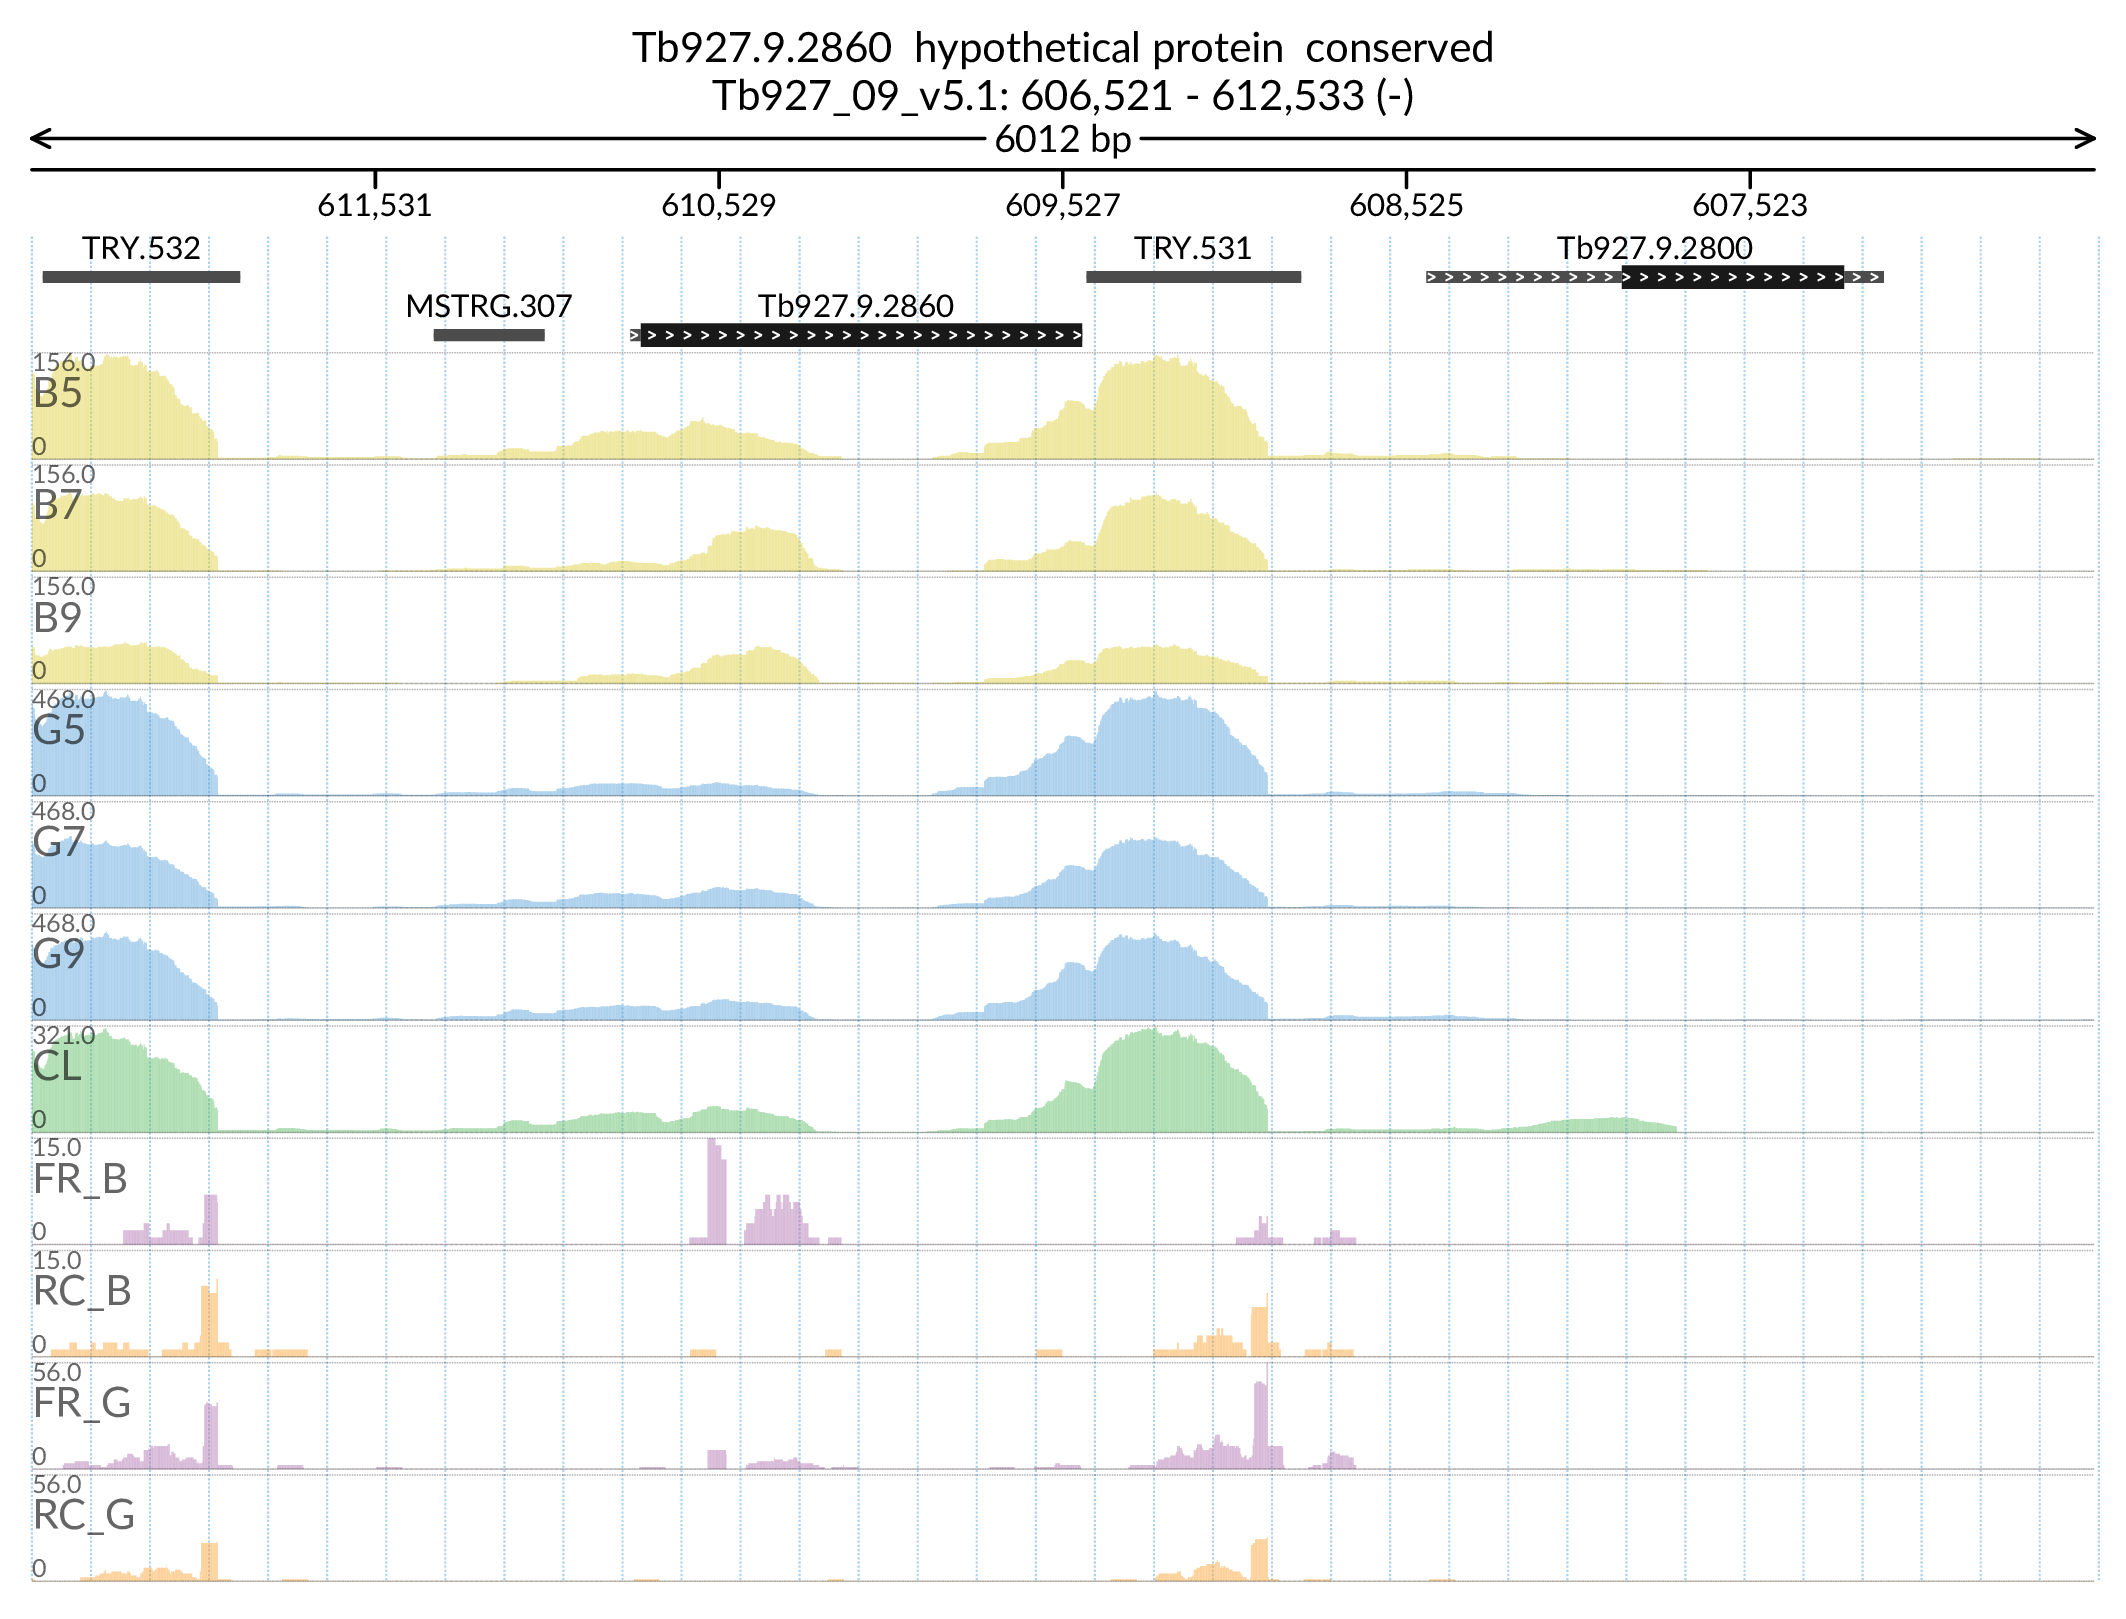 Tb927.9.2860  hypothetical protein  conserved
Tb927_09_v5.1: 606,521 - 612,533 (-)
6012 bp
611,531 610,529 609,527 608,525 607,523
TRY.532 TRY.531 Tb927.9.2800
MSTRG.307 Tb927.9.2860
156.0
B5
0
156.0
B7
0
156.0
B9
0
468.0
G5
0
468.0
G7
0
468.0
G9
0
321.0
CL
0
15.0
FR_B
0
15.0
RC_B
0
56.0
FR_G
0
56.0
RC_G
0